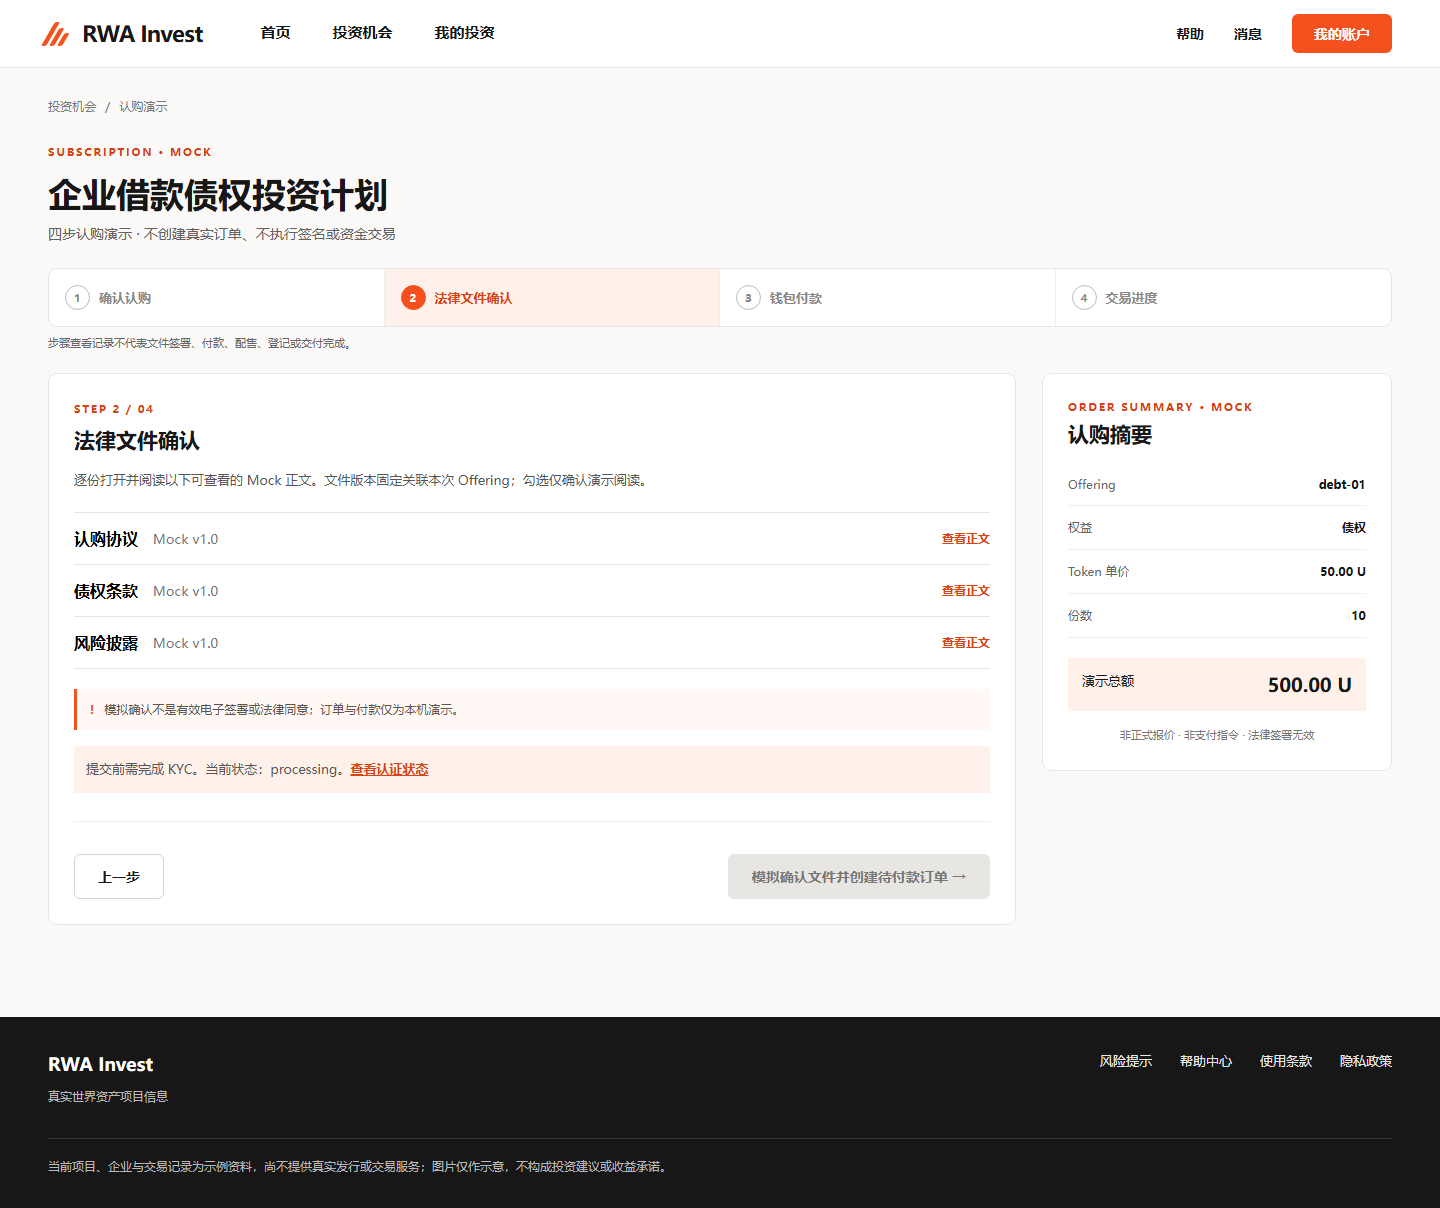 RWA Invest 首页 投资机会 我的投资 帮助 消息 我的账户
投资机会 / 认购演示
SUBSCRIPTION • MOCK
企业借款债权投资计划
四步认购演示 · 不创建真实订单、不执行签名或资金交易
1 确认认购 2 法律文件确认 3 钱包付款 4 交易进度
步骤查看记录不代表文件签署、付款、配售、登记或交付完成。
STEP 2 / 04
法律文件确认
逐份打开并阅读以下可查看的 Mock 正文。文件版本固定关联本次 Offering；勾选仅确认演示阅读。
认购协议 Mock v1.0 查看正文
债权条款 Mock v1.0 查看正文
风险披露 Mock v1.0 查看正文
! 模拟确认不是有效电子签署或法律同意；订单与付款仅为本机演示。
提交前需完成 KYC。当前状态：processing。查看认证状态
上一步 模拟确认文件并创建待付款订单 →
ORDER SUMMARY • MOCK
认购摘要
Offering debt-01
权益 债权
Token 单价 50.00 U
份数 10
演示总额 500.00 U
非正式报价 · 非支付指令 · 法律签署无效
RWA Invest 风险提示 帮助中心 使用条款 隐私政策
真实世界资产项目信息
当前项目、企业与交易记录为示例资料，尚不提供真实发行或交易服务；图片仅作示意，不构成投资建议或收益承诺。